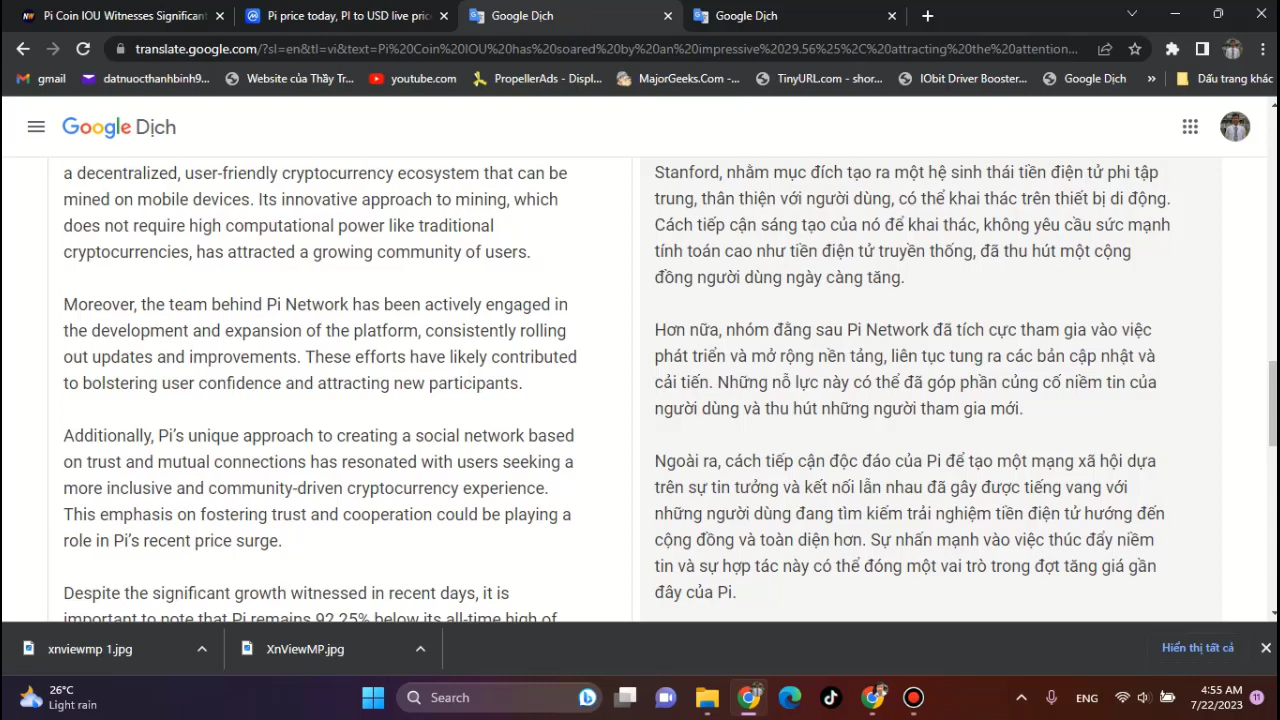 Pi Coin IOU Witnesses Significant
Pi price today, PI to USD live price
Google Dịch
Google Dịch
translate.google.com/?sl=en&tl=vi&text=Pi%20Coin%20IOU%20has%20soared%20by%20an%20impressive%2029.56%25%2C%20attracting%20the%20attention...
gmail
datnuocthanhbinh9...
Website của Thầy Tr...
youtube.com
PropellerAds - Displ...
MajorGeeks.Com -...
TinyURL.com - shor...
IObit Driver Booster...
Google Dịch
»
Dấu trang khác
Google Dịch
a decentralized, user-friendly cryptocurrency ecosystem that can be
mined on mobile devices. Its innovative approach to mining, which
does not require high computational power like traditional
cryptocurrencies, has attracted a growing community of users.
Moreover, the team behind Pi Network has been actively engaged in
the development and expansion of the platform, consistently rolling
out updates and improvements. These efforts have likely contributed
to bolstering user confidence and attracting new participants.
Additionally, Pi’s unique approach to creating a social network based
on trust and mutual connections has resonated with users seeking a
more inclusive and community-driven cryptocurrency experience.
This emphasis on fostering trust and cooperation could be playing a
role in Pi’s recent price surge.
Despite the significant growth witnessed in recent days, it is
important to note that Pi remains 92.25% below its all-time high of
Stanford, nhằm mục đích tạo ra một hệ sinh thái tiền điện tử phi tập
trung, thân thiện với người dùng, có thể khai thác trên thiết bị di động.
Cách tiếp cận sáng tạo của nó để khai thác, không yêu cầu sức mạnh
tính toán cao như tiền điện tử truyền thống, đã thu hút một cộng
đồng người dùng ngày càng tăng.
Hơn nữa, nhóm đằng sau Pi Network đã tích cực tham gia vào việc
phát triển và mở rộng nền tảng, liên tục tung ra các bản cập nhật và
cải tiến. Những nỗ lực này có thể đã góp phần củng cố niềm tin của
người dùng và thu hút những người tham gia mới.
Ngoài ra, cách tiếp cận độc đáo của Pi để tạo một mạng xã hội dựa
trên sự tin tưởng và kết nối lẫn nhau đã gây được tiếng vang với
những người dùng đang tìm kiếm trải nghiệm tiền điện tử hướng đến
cộng đồng và toàn diện hơn. Sự nhấn mạnh vào việc thúc đẩy niềm
tin và sự hợp tác này có thể đóng một vai trò trong đợt tăng giá gần
đây của Pi.
xnviewmp 1.jpg
XnViewMP.jpg
Hiển thị tất cả
26°C
Light rain
Search
ENG
4:55 AM
7/22/2023
11